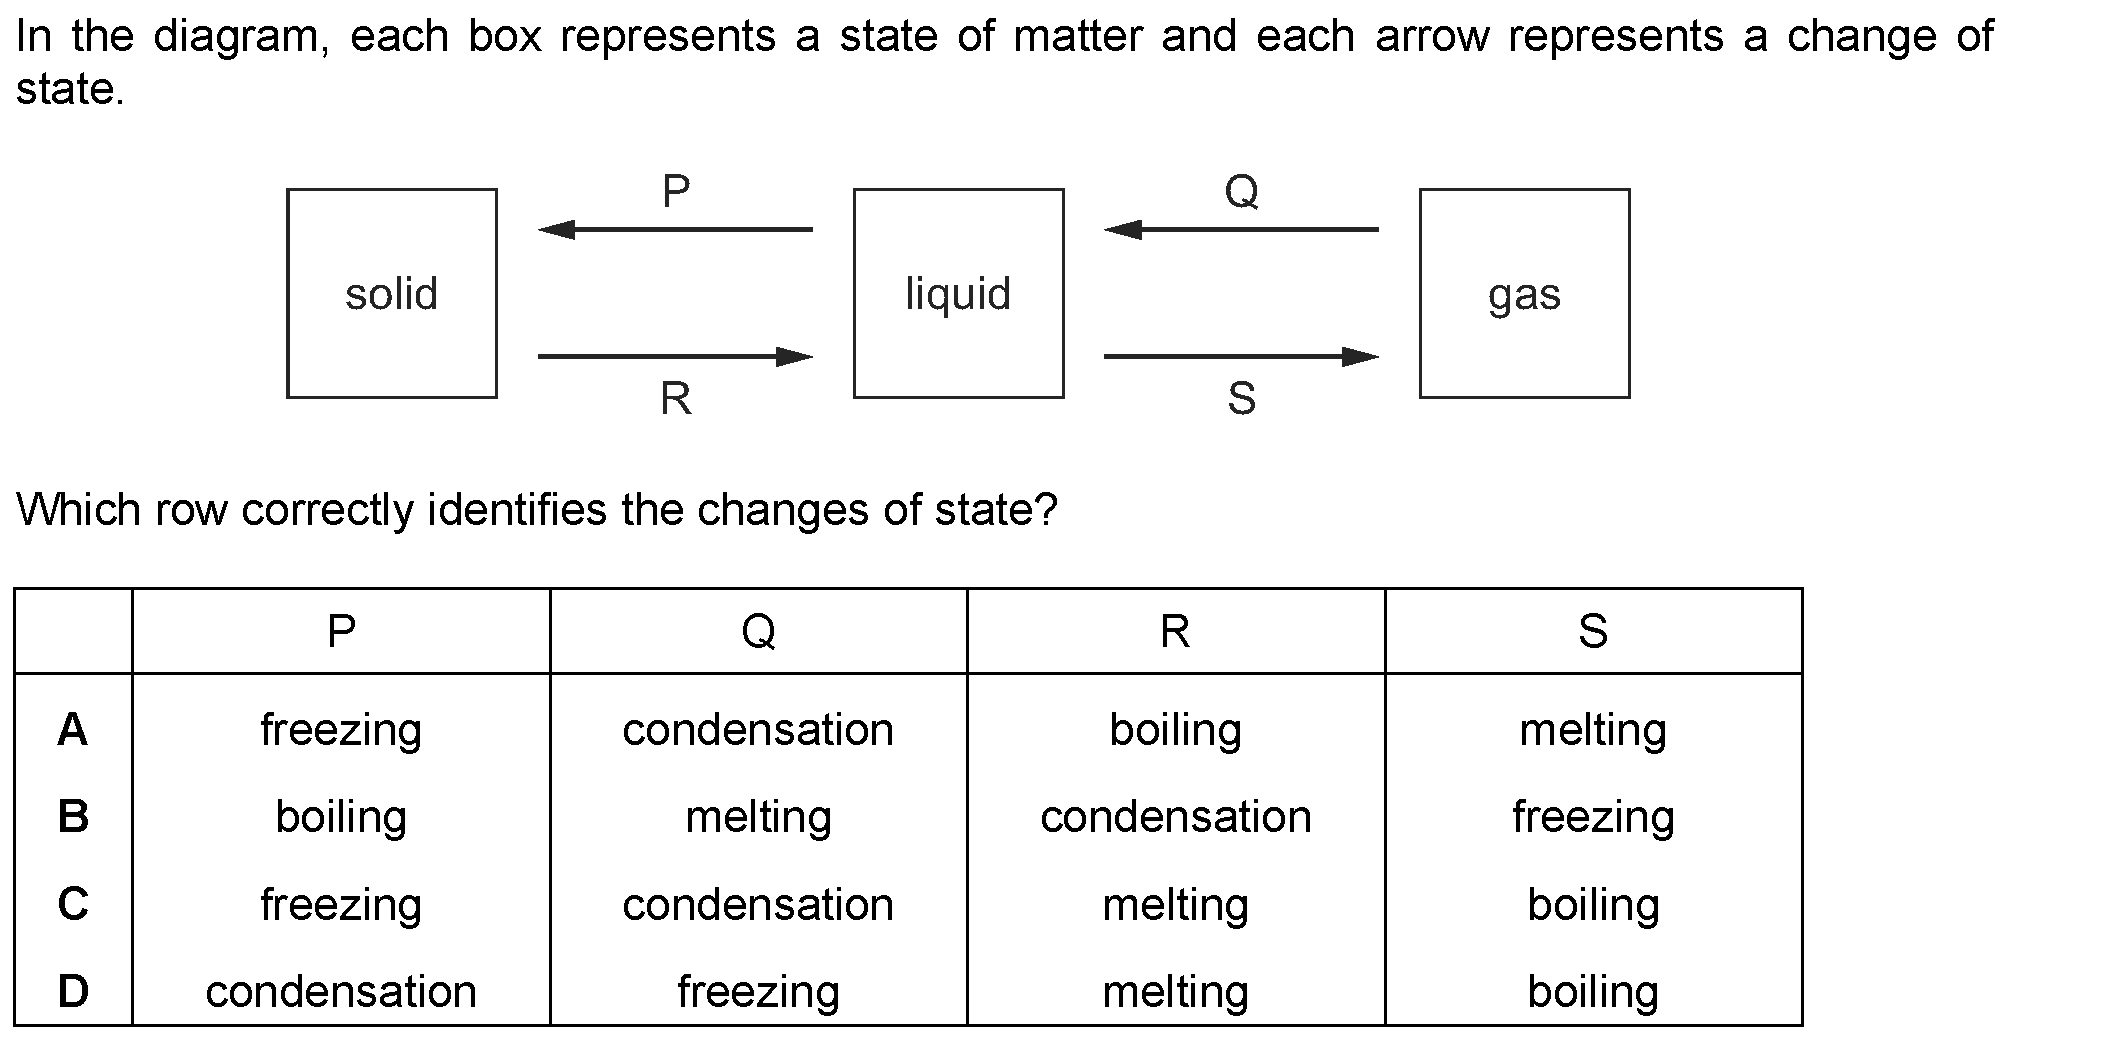 In the diagram, each box represents a state of matter and each arrow represents a change of
state.
P Q
solid liquid gas
R S
Which row correctly identifies the changes of state?
P Q R S
A freezing condensation boiling melting
B boiling melting condensation freezing
C freezing condensation melting boiling
D condensation freezing melting boiling